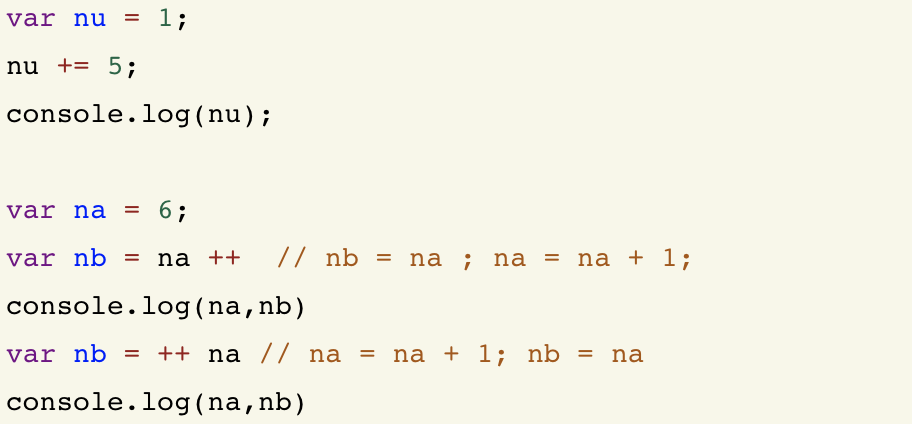 var nu = 1;
nu += 5;
console.log(nu);
var na = 6;
var nb = na ++  // nb = na ; na = na + 1;
console.log(na,nb)
var nb = ++ na // na = na + 1; nb = na
console.log(na,nb)